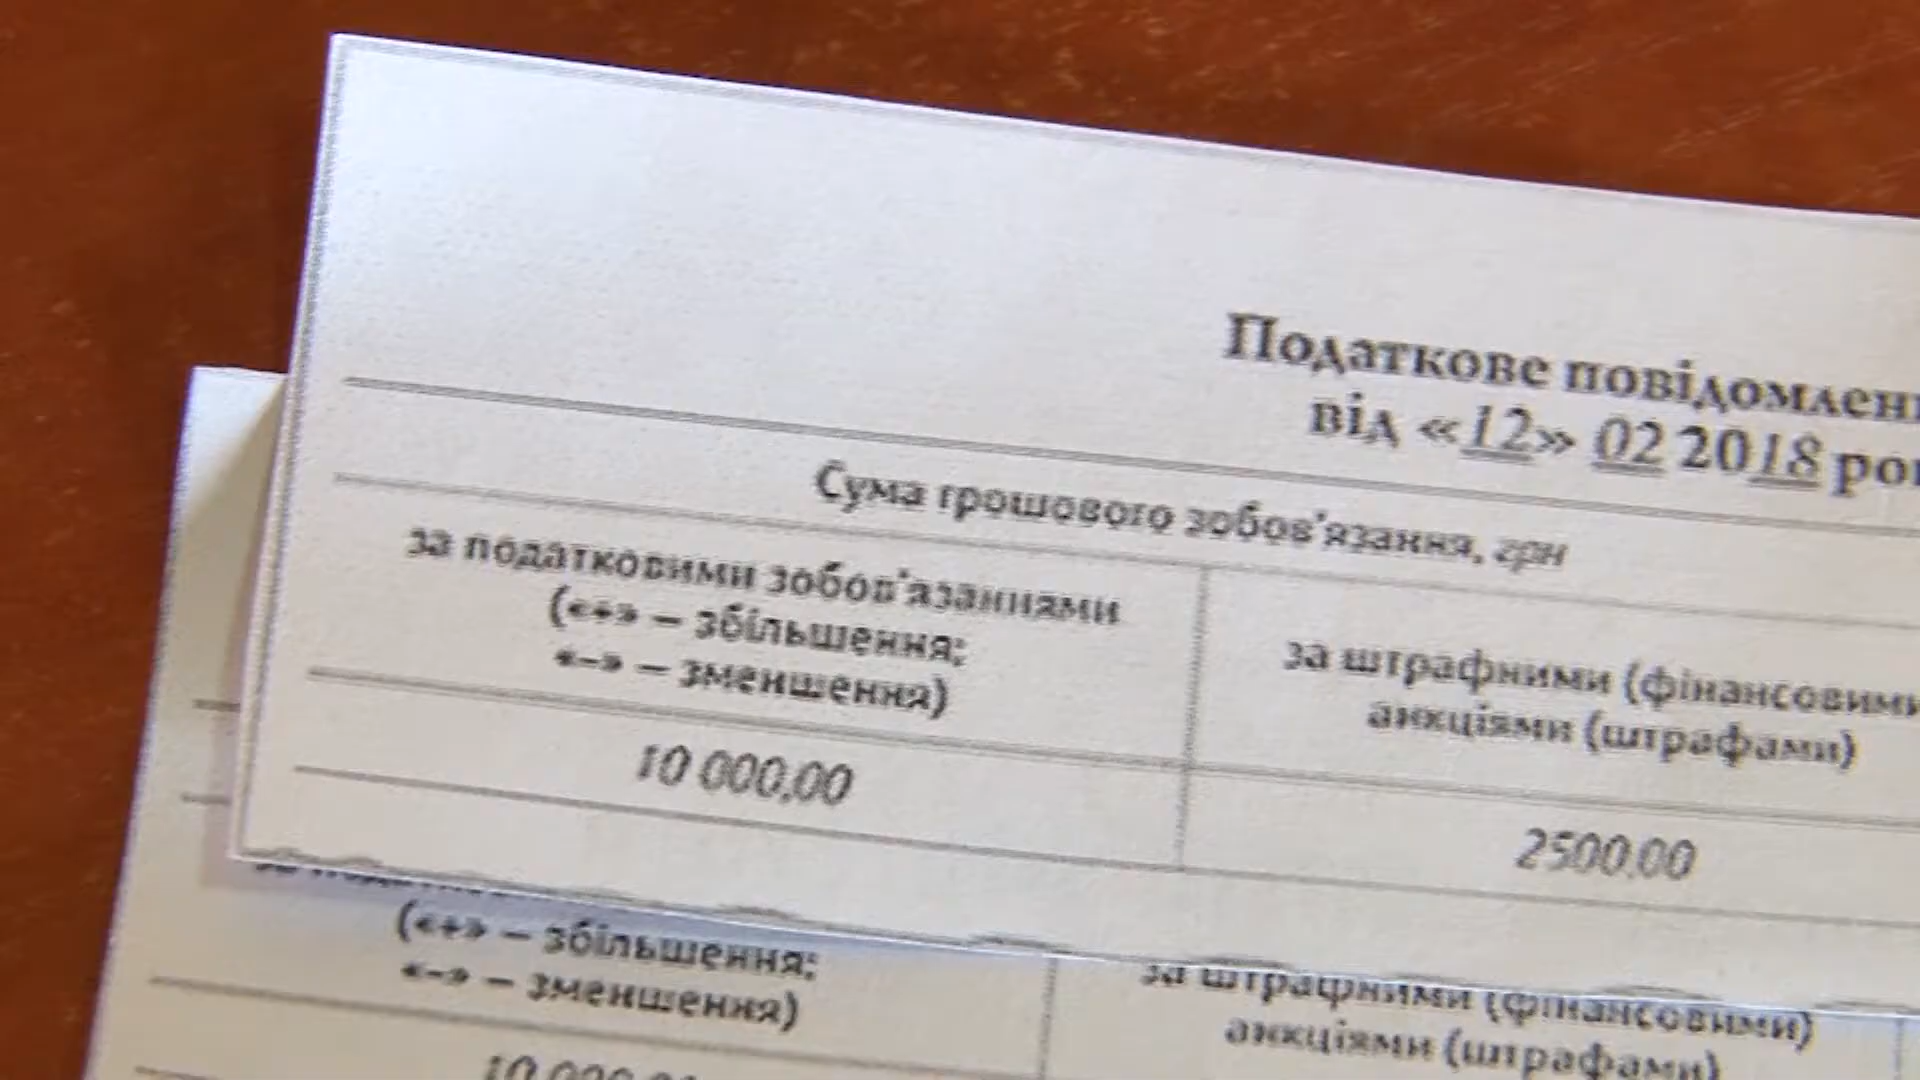 Податкове повідомлен
від «12» 02 2018 ро
Сума грошового зобов'язання, грн
за податковими зобов'язаннями
(«+» – збільшення;
«–» – зменшення)
за штрафними (фінансовими
анкціями (штрафами)
10 000,00
2500.00
(«+» – збільшення;
«–» – зменшення)
за штрафними (фінансовими)
анкціями (штрафами)